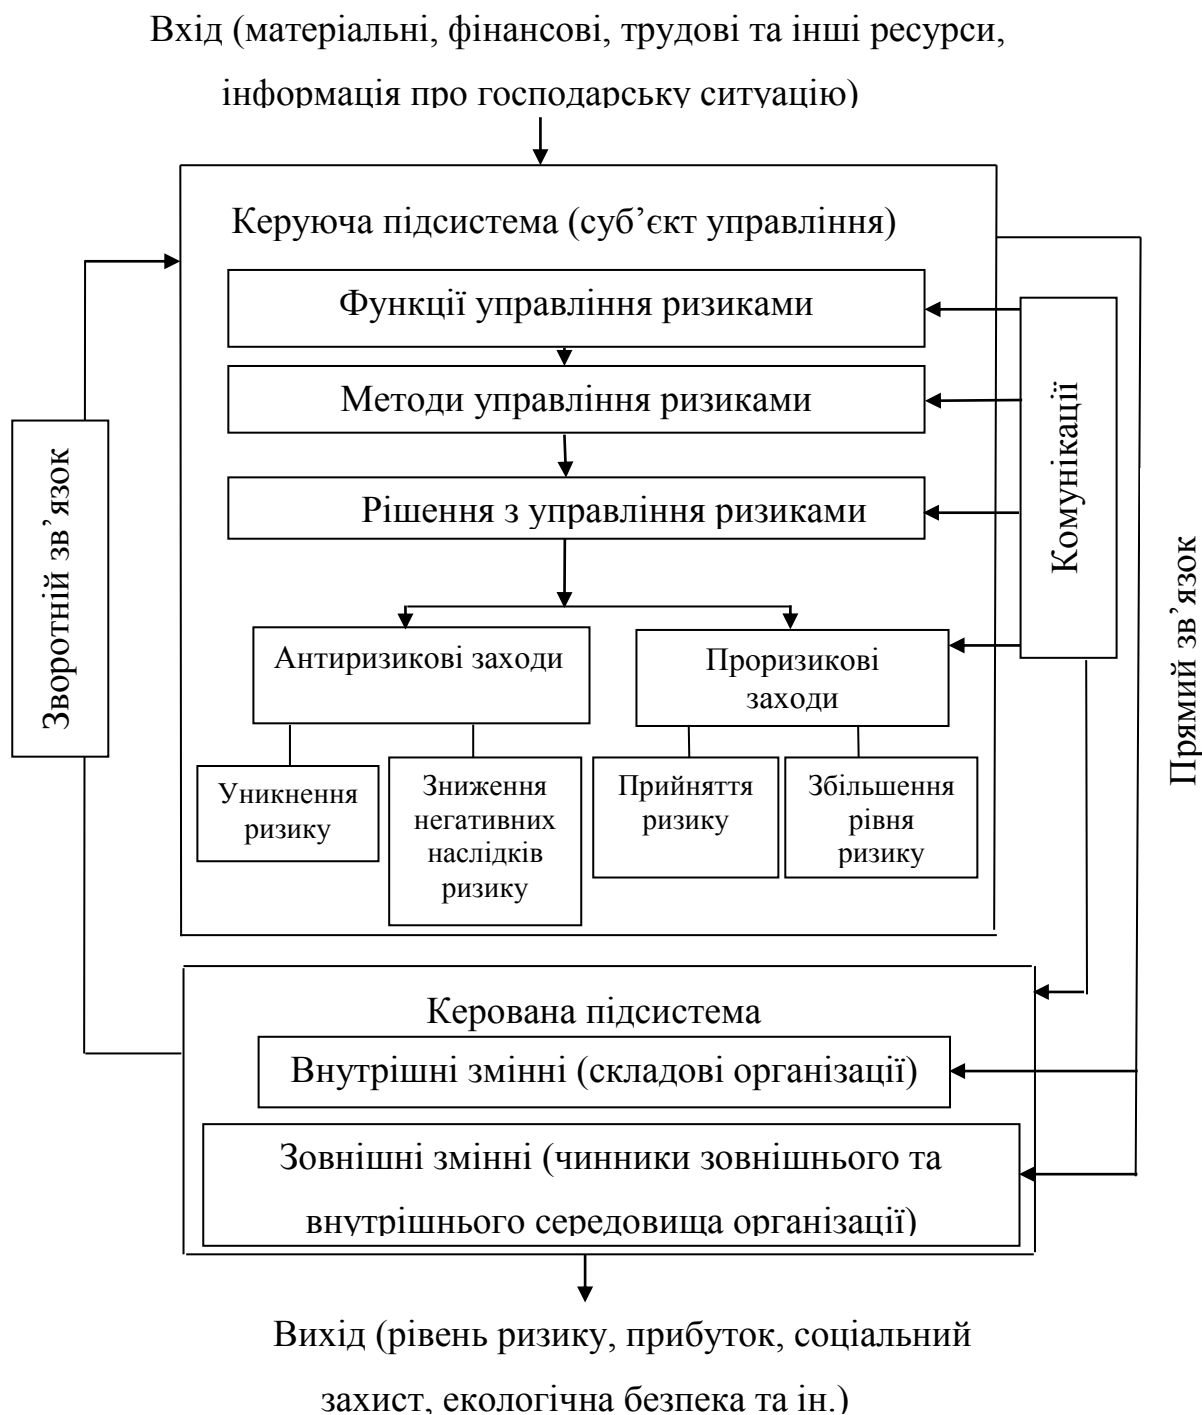 Вхід (матеріальні, фінансові, трудові та інші ресурси,
інформація про господарську ситуацію)
Керуюча підсистема (суб’єкт управління)
Функції управління ризиками
Методи управління ризиками
Рішення з управління ризиками
Антиризикові заходи
Проризикові
заходи
Уникнення
ризику
Зниження
негативних
наслідків
ризику
Прийняття
ризику
Збільшення
рівня
ризику
Комунікації
Зворотній зв’язок
Прямий зв’язок
Керована підсистема
Внутрішні змінні (складові організації)
Зовнішні змінні (чинники зовнішнього та
внутрішнього середовища організації)
Вихід (рівень ризику, прибуток, соціальний
захист, екологічна безпека та ін.)